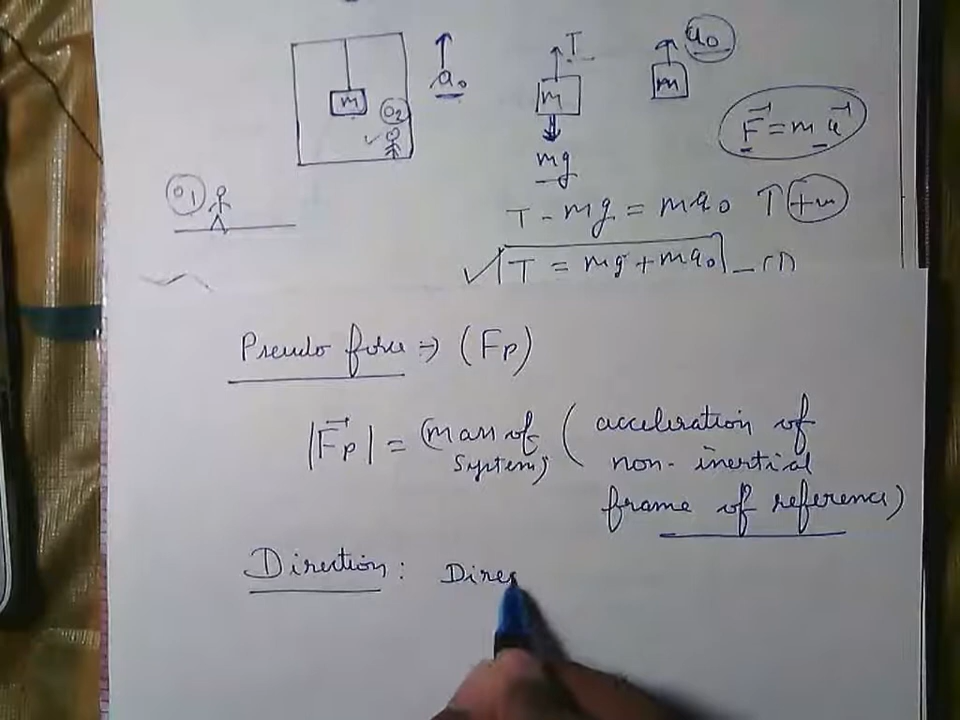 m
a₀
O₂
O₁
T
m
mg
a₀
m
F⃗ = m a⃗
T - mg = ma₀ ↑ +ve
√ T = mg + ma₀ — (1)
Pseudo force :→ (Fp)
|F⃗p| = (mass of system) ( acceleration of
non-inertial
frame of reference)
Direction : Direc